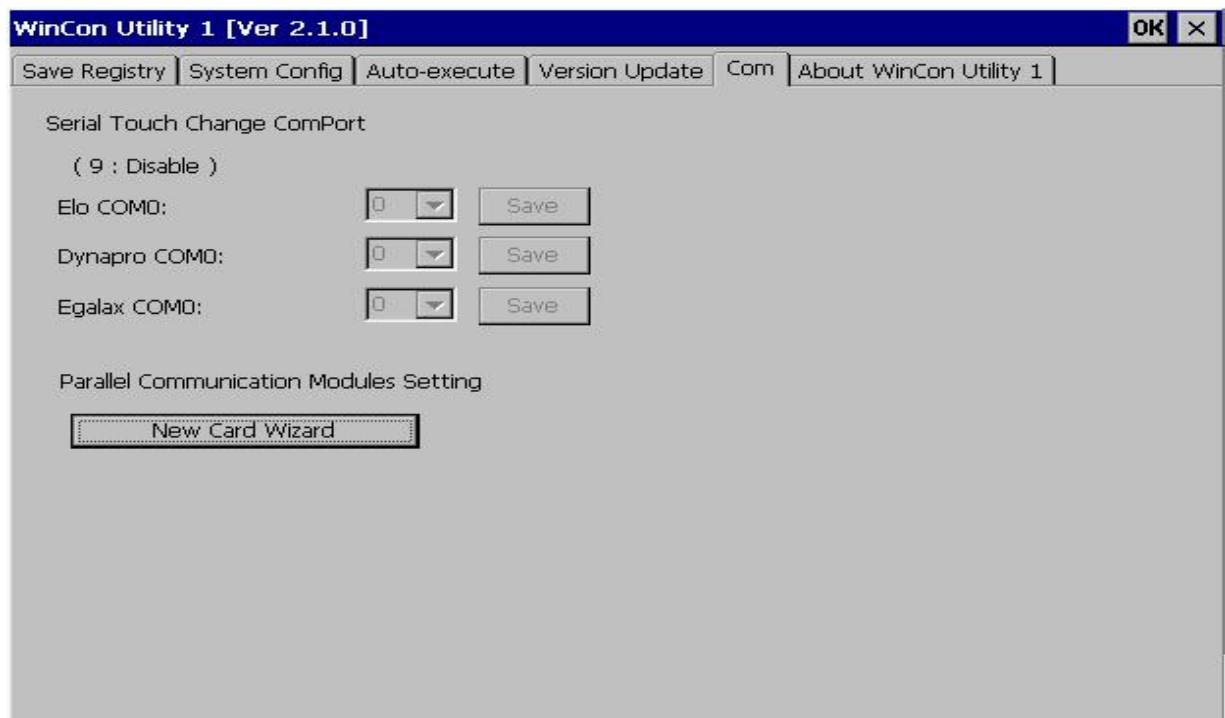 WinCon Utility 1 [Ver 2.1.0] OK ×
Save Registry System Config Auto-execute Version Update Com About WinCon Utility 1
Serial Touch Change ComPort
( 9 : Disable )
Elo COM0: 0 Save
Dynapro COM0: 0 Save
Egalax COM0: 0 Save
Parallel Communication Modules Setting
New Card Wizard